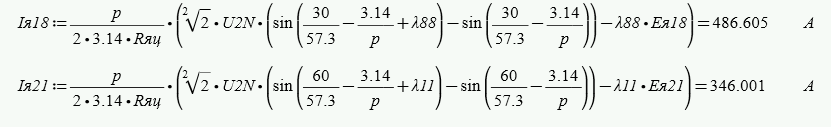 Iя18 := p / (2•3.14•Rяц) • (²√2 • U2N • (sin(30/57.3 − 3.14/p + λ88) − sin(30/57.3 − 3.14/p)) − λ88 • Eя18) = 486.605 A
Iя21 := p / (2•3.14•Rяц) • (²√2 • U2N • (sin(60/57.3 − 3.14/p + λ11) − sin(60/57.3 − 3.14/p)) − λ11 • Eя21) = 346.001 A